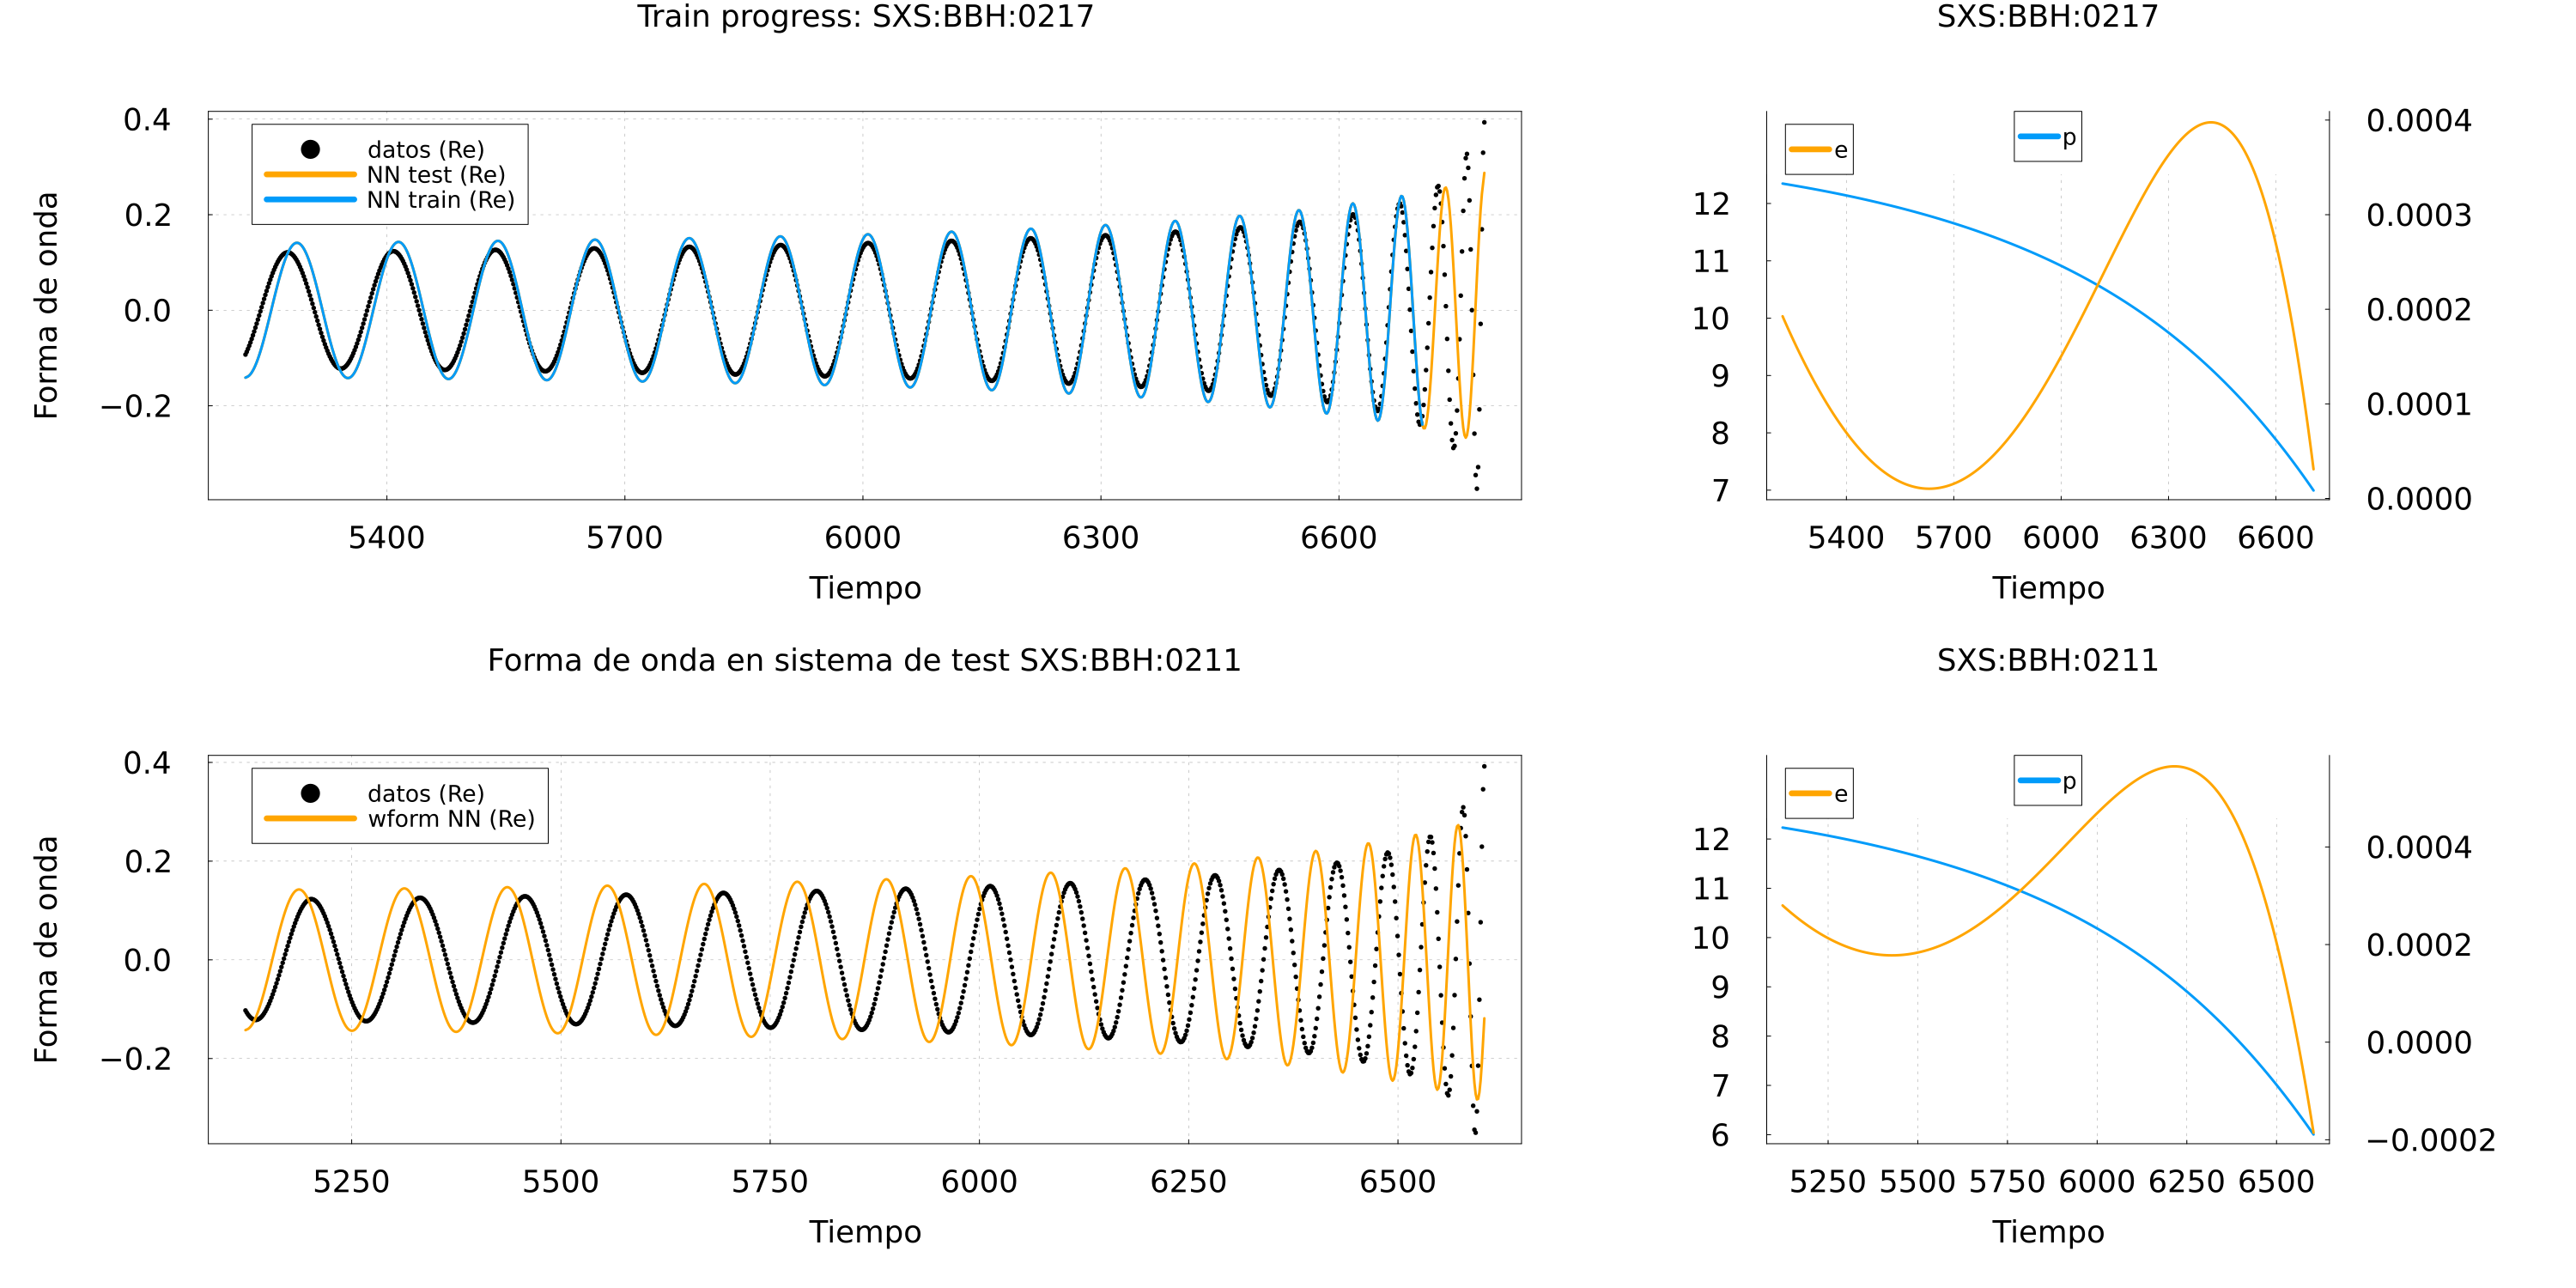 Train progress: SXS:BBH:0217
0.4
0.2
0.0
−0.2
Forma de onda
datos (Re)
NN test (Re)
NN train (Re)
5400 5700 6000 6300 6600
Tiempo
SXS:BBH:0217
e
p
12
11
10
9
8
7
0.0004
0.0003
0.0002
0.0001
0.0000
5400 5700 6000 6300 6600
Tiempo
Forma de onda en sistema de test SXS:BBH:0211
0.4
0.2
0.0
−0.2
Forma de onda
datos (Re)
wform NN (Re)
5250 5500 5750 6000 6250 6500
Tiempo
SXS:BBH:0211
e
p
12
11
10
9
8
7
6
0.0004
0.0002
0.0000
−0.0002
5250 5500 5750 6000 6250 6500
Tiempo